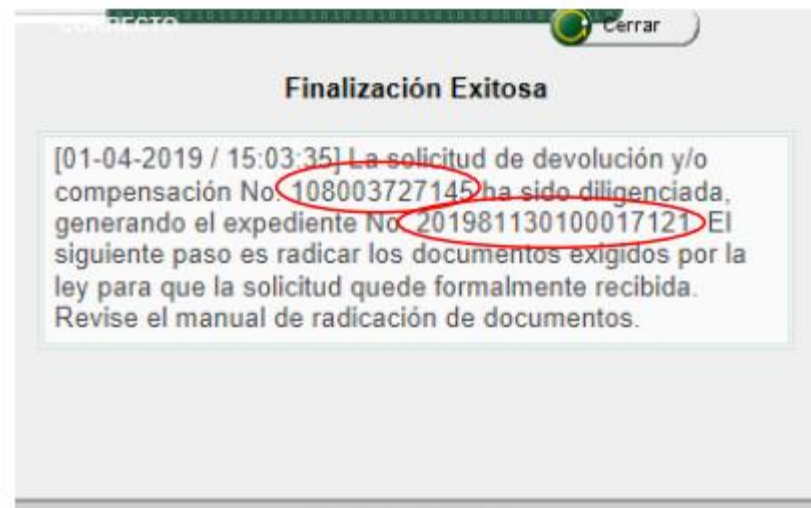 CORRECTO
Cerrar
Finalización Exitosa
[01-04-2019 / 15:03:35] La solicitud de devolución y/o
compensación No. 108003727145 ha sido diligenciada,
generando el expediente No. 201981130100017121. El
siguiente paso es radicar los documentos exigidos por la
ley para que la solicitud quede formalmente recibida.
Revise el manual de radicación de documentos.